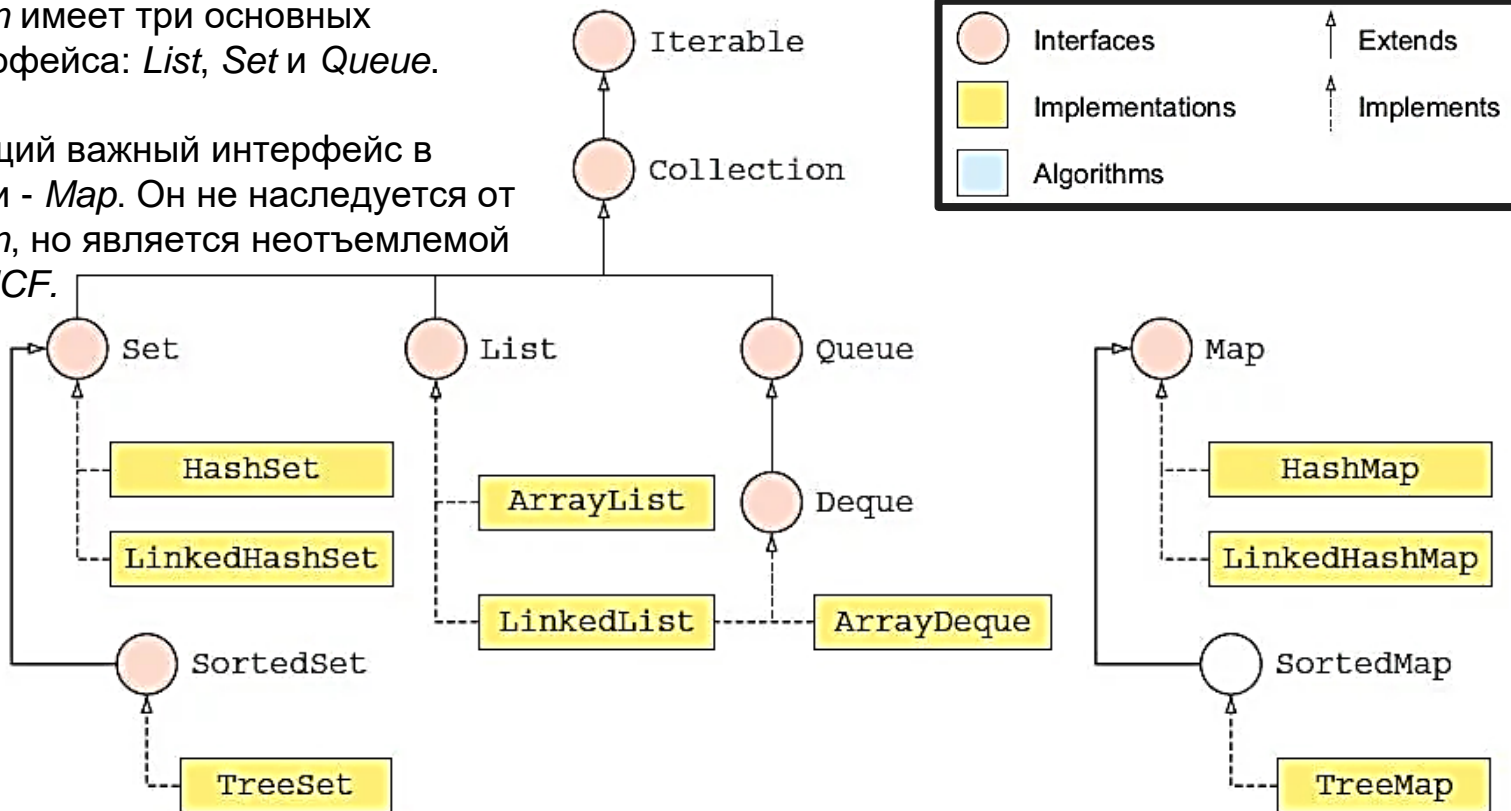 m имеет три основных
рфейса: List, Set и Queue.
щий важный интерфейс в
и - Map. Он не наследуется от
m, но является неотъемлемой
CF.
Iterable
Collection
Interfaces
Extends
Implementations
Implements
Algorithms
Set
List
Queue
Map
HashSet
ArrayList
Deque
HashMap
LinkedHashSet
LinkedHashMap
LinkedList
ArrayDeque
SortedSet
SortedMap
TreeSet
TreeMap